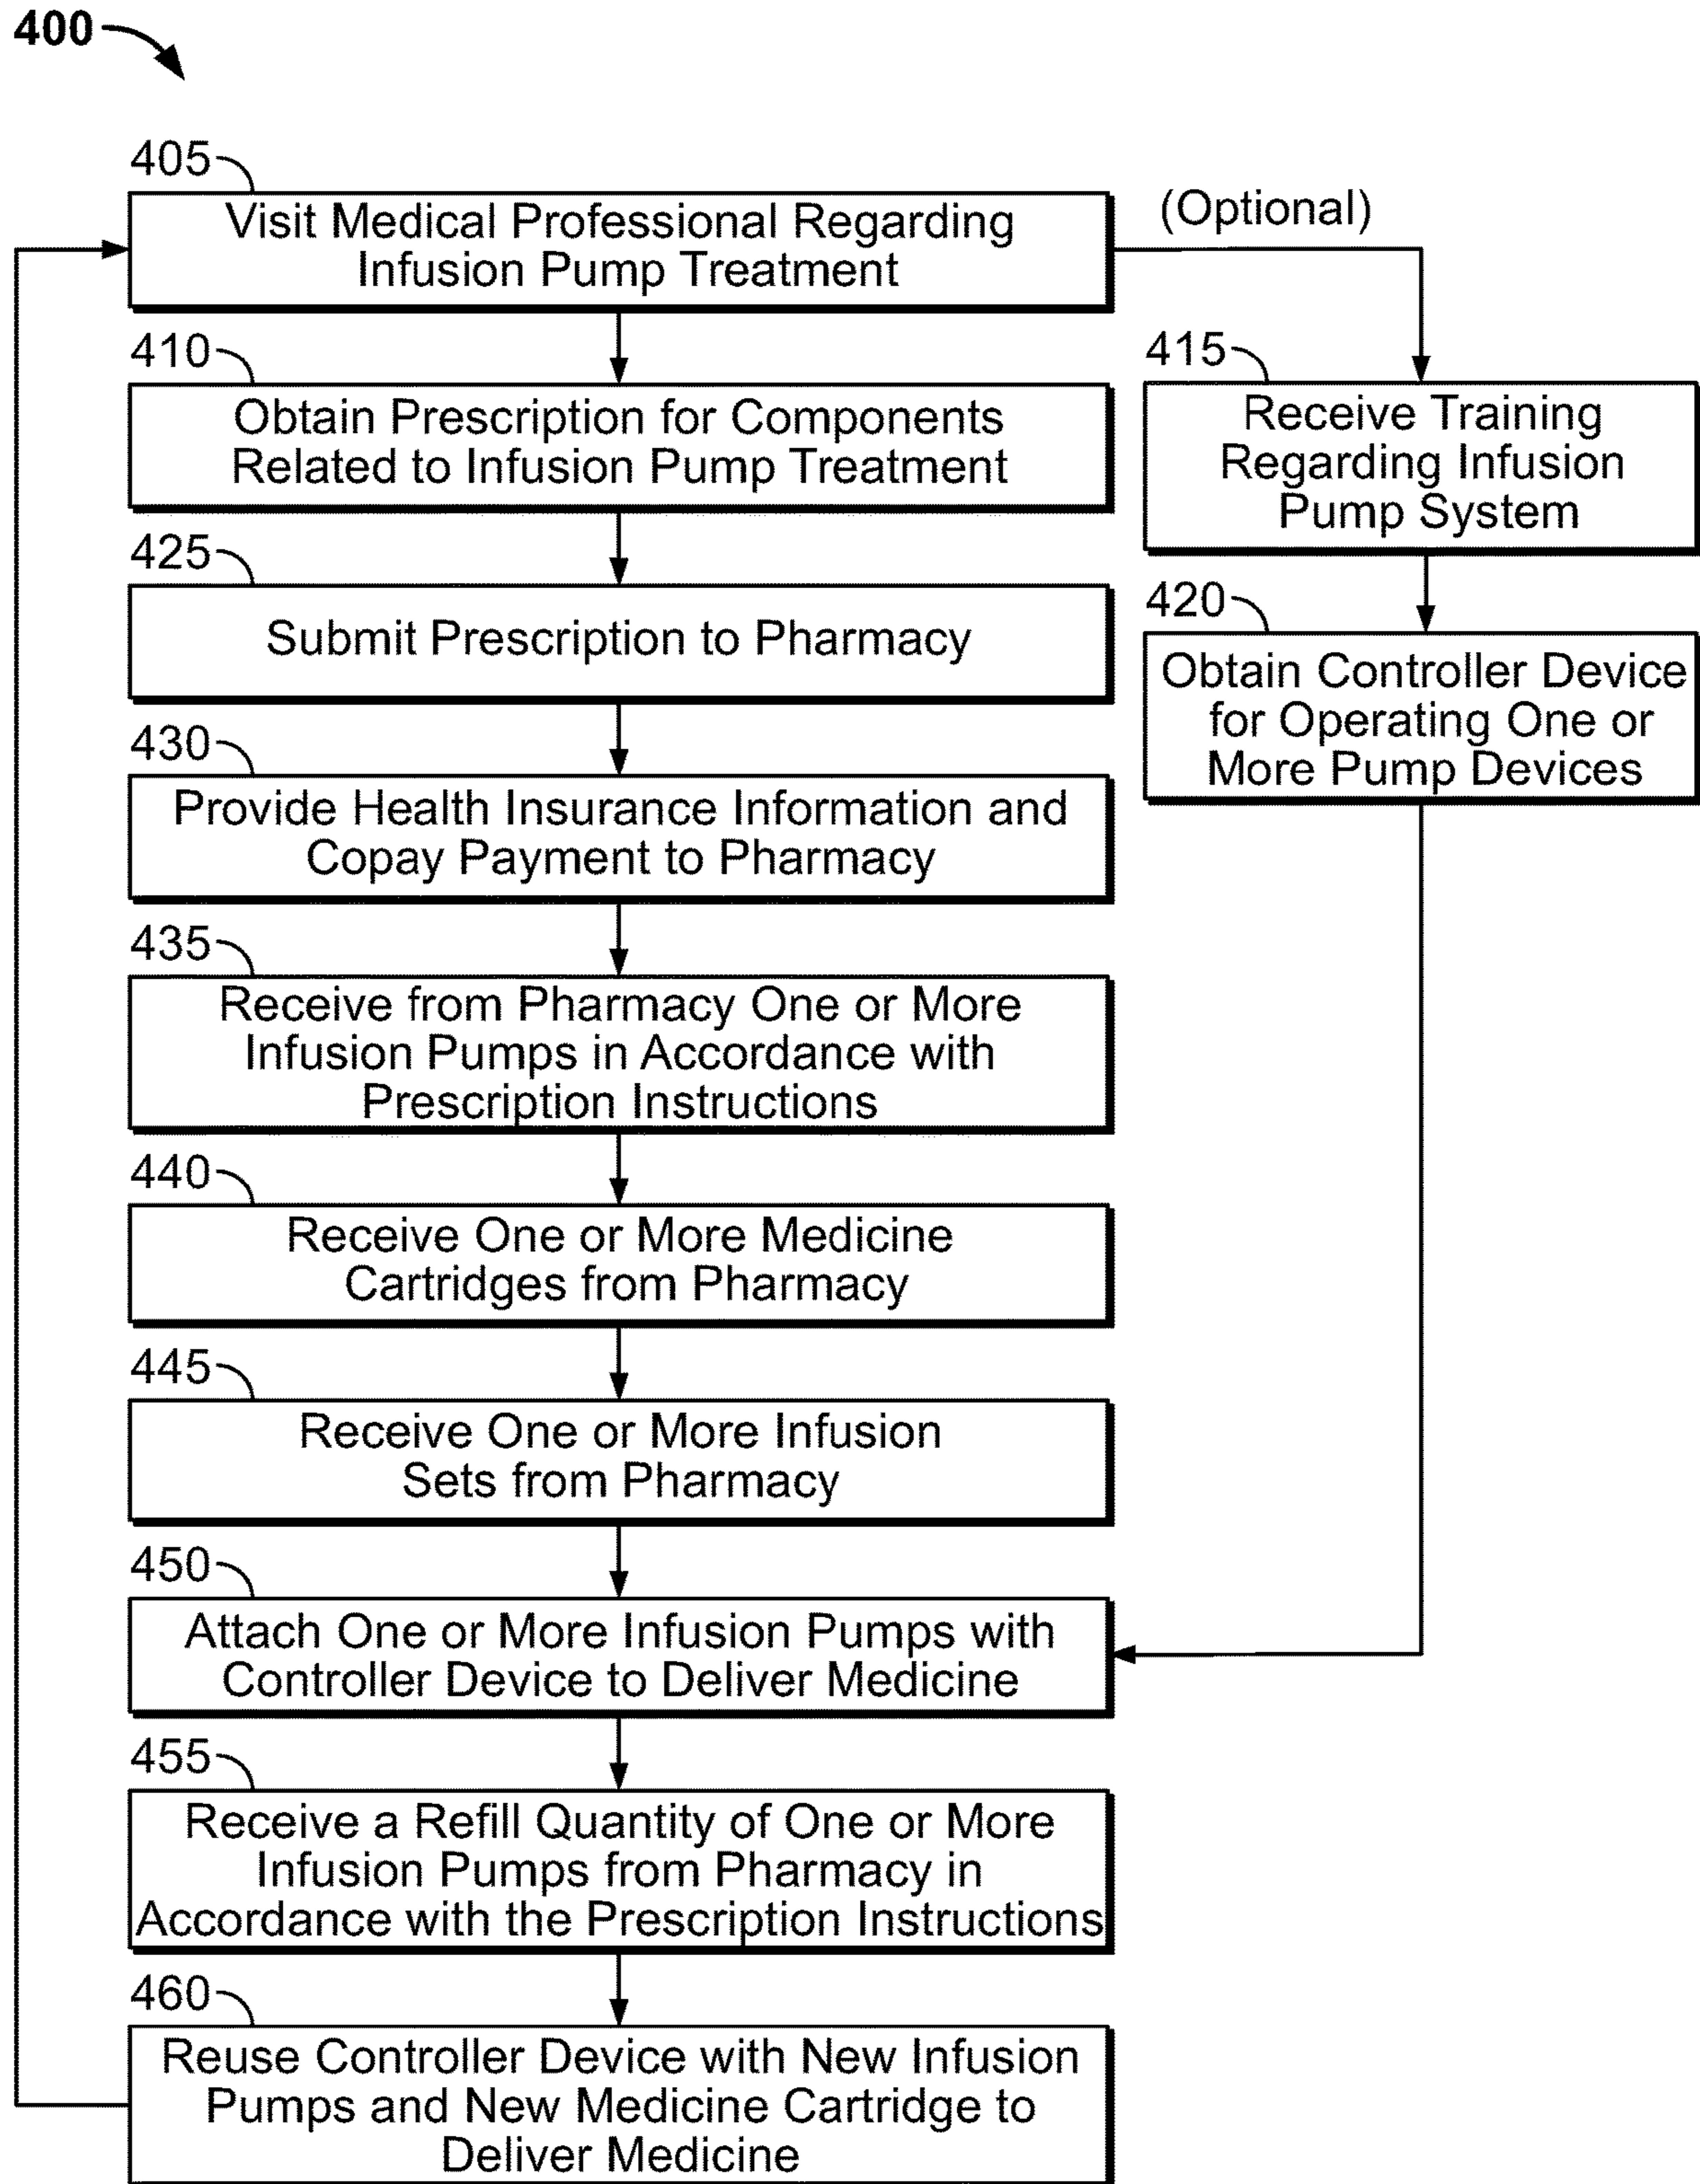 400
405
Visit Medical Professional Regarding
Infusion Pump Treatment
(Optional)
410
Obtain Prescription for Components
Related to Infusion Pump Treatment
415
Receive Training
Regarding Infusion
Pump System
425
Submit Prescription to Pharmacy
420
Obtain Controller Device
for Operating One or
More Pump Devices
430
Provide Health Insurance Information and
Copay Payment to Pharmacy
435
Receive from Pharmacy One or More
Infusion Pumps in Accordance with
Prescription Instructions
440
Receive One or More Medicine
Cartridges from Pharmacy
445
Receive One or More Infusion
Sets from Pharmacy
450
Attach One or More Infusion Pumps with
Controller Device to Deliver Medicine
455
Receive a Refill Quantity of One or More
Infusion Pumps from Pharmacy in
Accordance with the Prescription Instructions
460
Reuse Controller Device with New Infusion
Pumps and New Medicine Cartridge to
Deliver Medicine